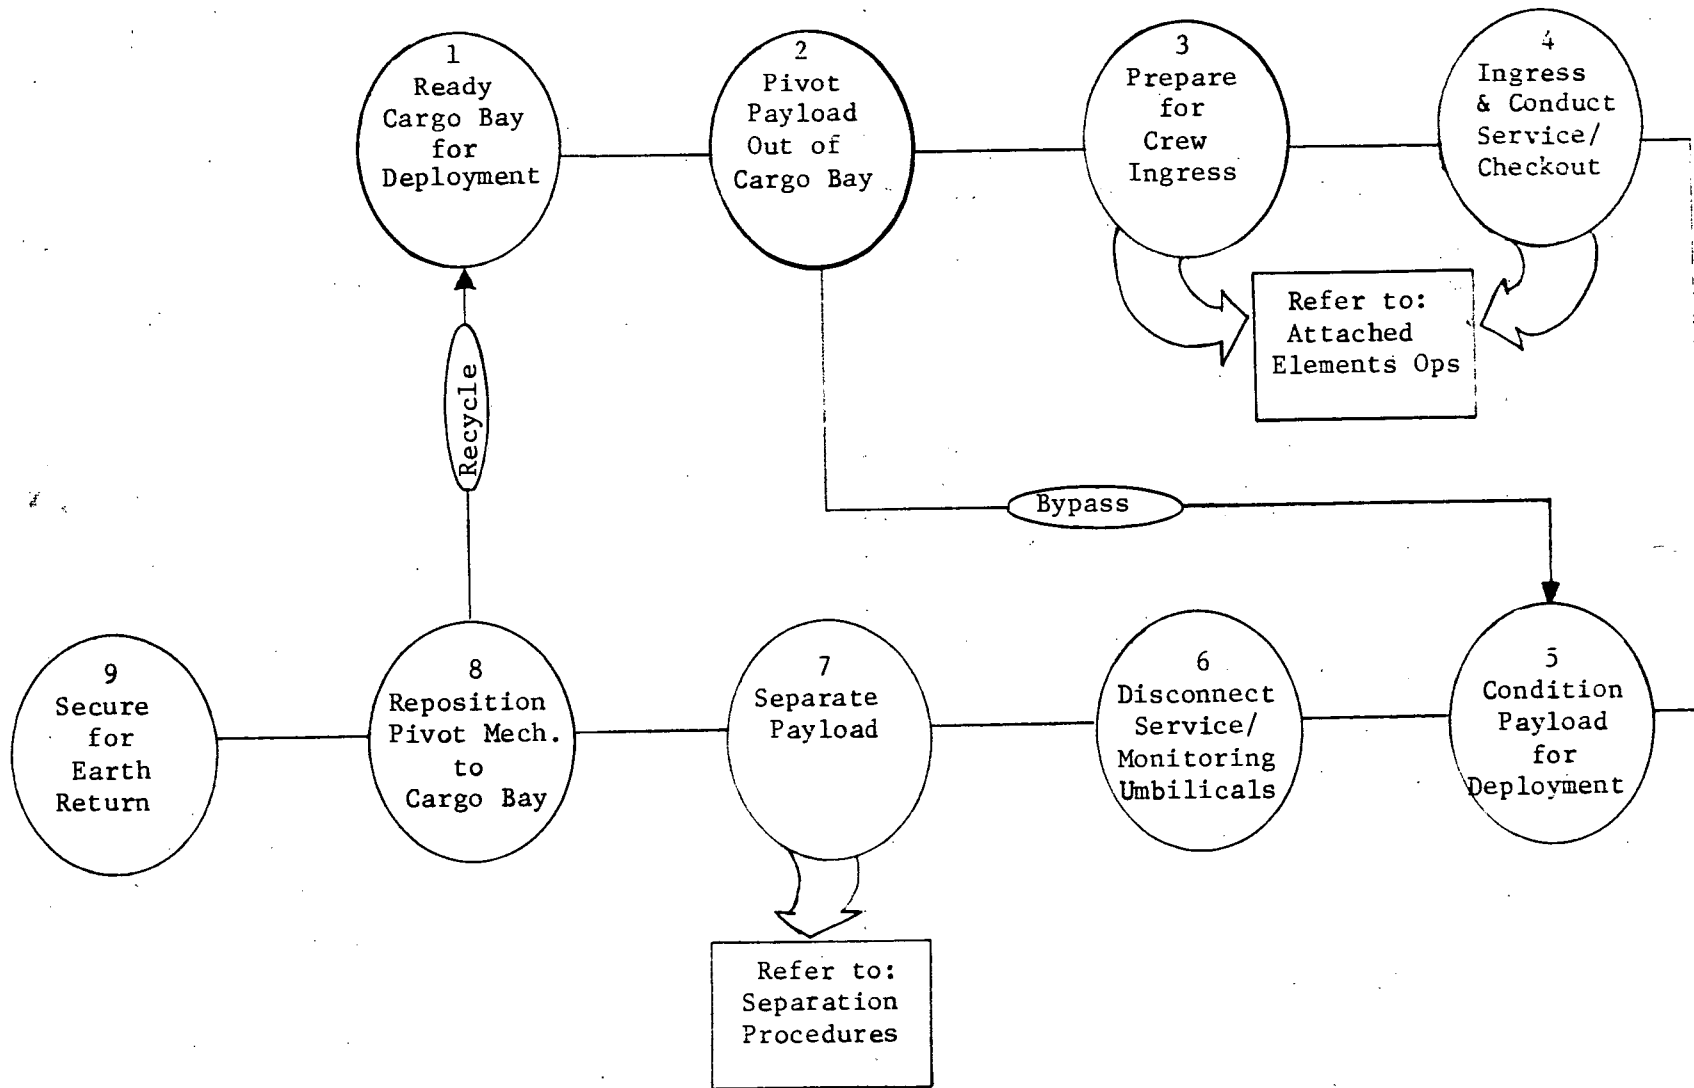 1
Ready
Cargo Bay
for
Deployment
2
Pivot
Payload
Out of
Cargo Bay
3
Prepare
for
Crew
Ingress
4
Ingress
& Conduct
Service/
Checkout
Refer to:
Attached
Elements Ops
Recycle
Bypass
9
Secure
for
Earth
Return
8
Reposition
Pivot Mech.
to
Cargo Bay
7
Separate
Payload
6
Disconnect
Service/
Monitoring
Umbilicals
5
Condition
Payload
for
Deployment
Refer to:
Separation
Procedures